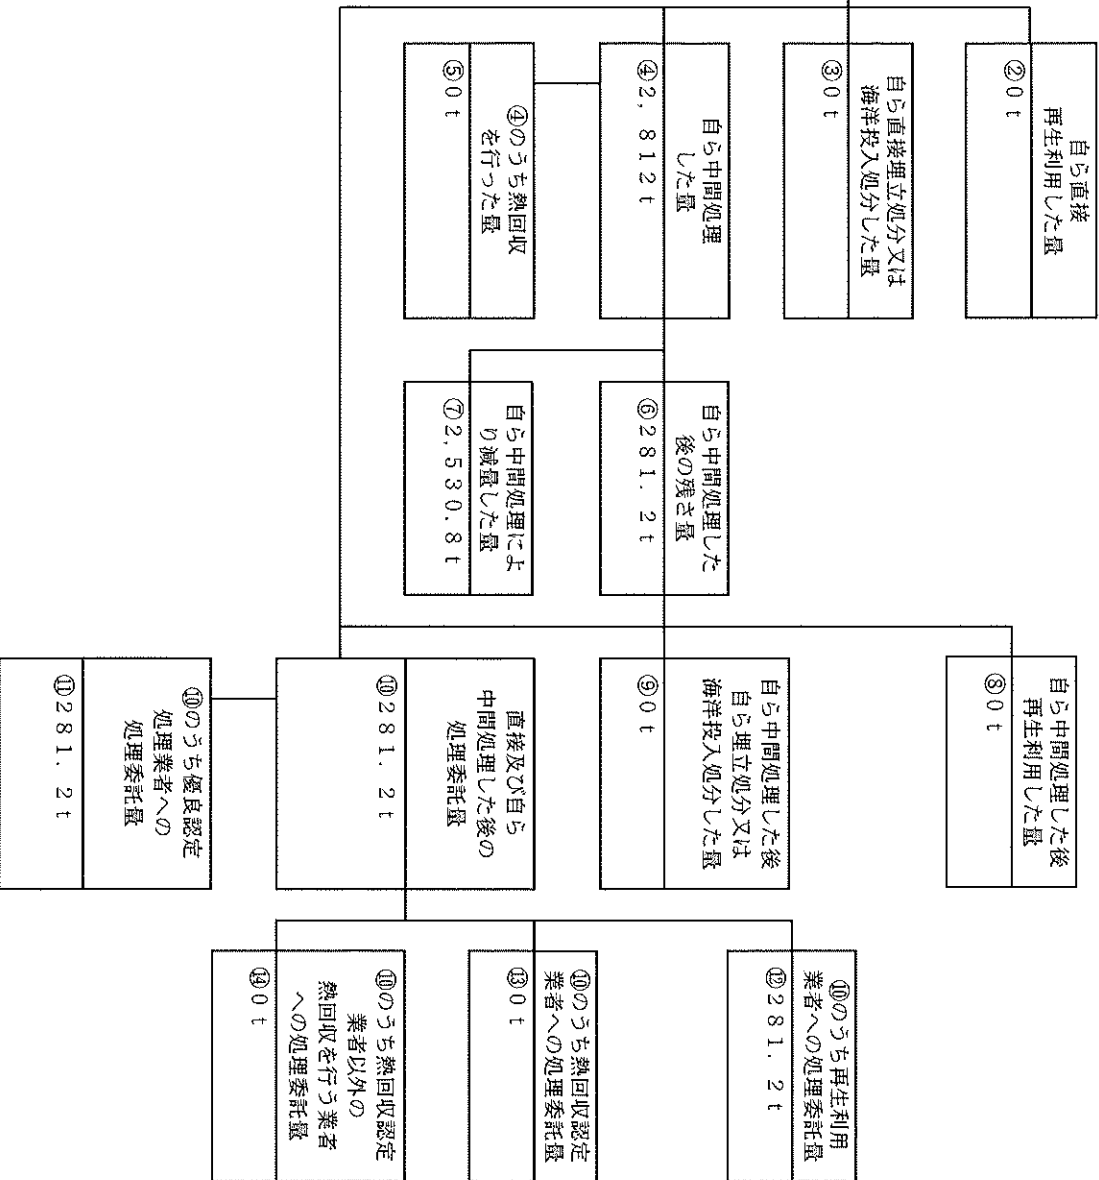 自ら直接
再生利用した量
②0t
自ら直接埋立処分又は
海洋投入処分した量
③0t
自ら中間処理
した量
④2,812t
④のうち熱回収
を行った量
⑤0t
自ら中間処理した
後の残さ量
⑥281.2t
自ら中間処理によ
り減量した量
⑦2,530.8t
自ら中間処理した後
再生利用した量
⑧0t
自ら中間処理した後
自ら埋立処分又は
海洋投入処分した量
⑨0t
直接及び自ら
中間処理した後の
処理委託量
⑩281.2t
⑩のうち優良認定
処理業者への
処理委託量
⑪281.2t
⑩のうち再生利用
業者への処理委託量
⑫281.2t
⑩のうち熱回収認定
業者への処理委託量
⑬0t
⑩のうち熱回収認定
業者以外の
熱回収を行う業者
への処理委託量
⑭0t